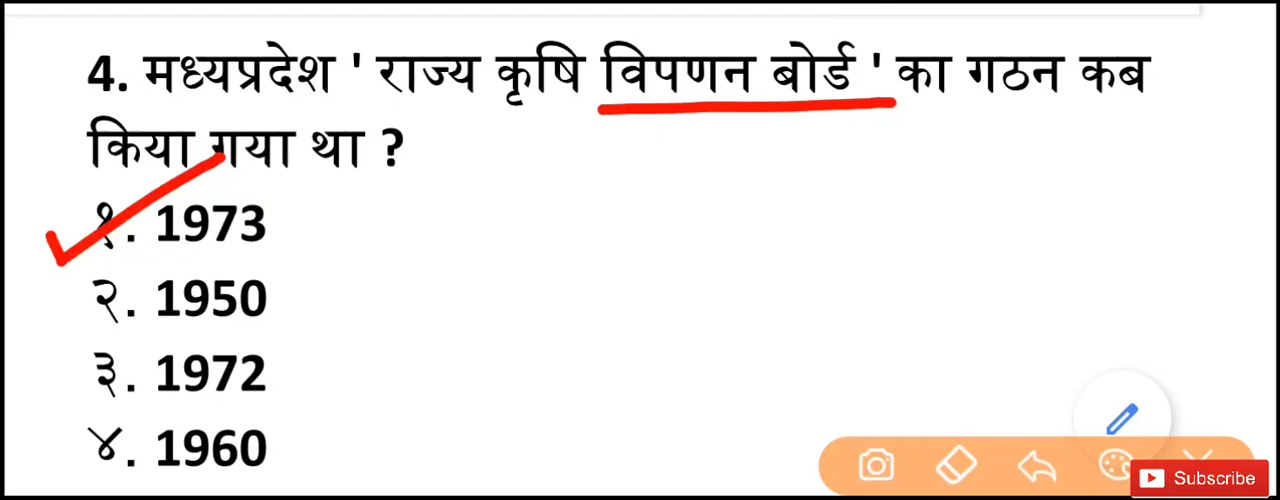 4. मध्यप्रदेश ' राज्य कृषि विपणन बोर्ड ' का गठन कब
किया गया था ?
१. 1973
२. 1950
३. 1972
४. 1960
Subscribe